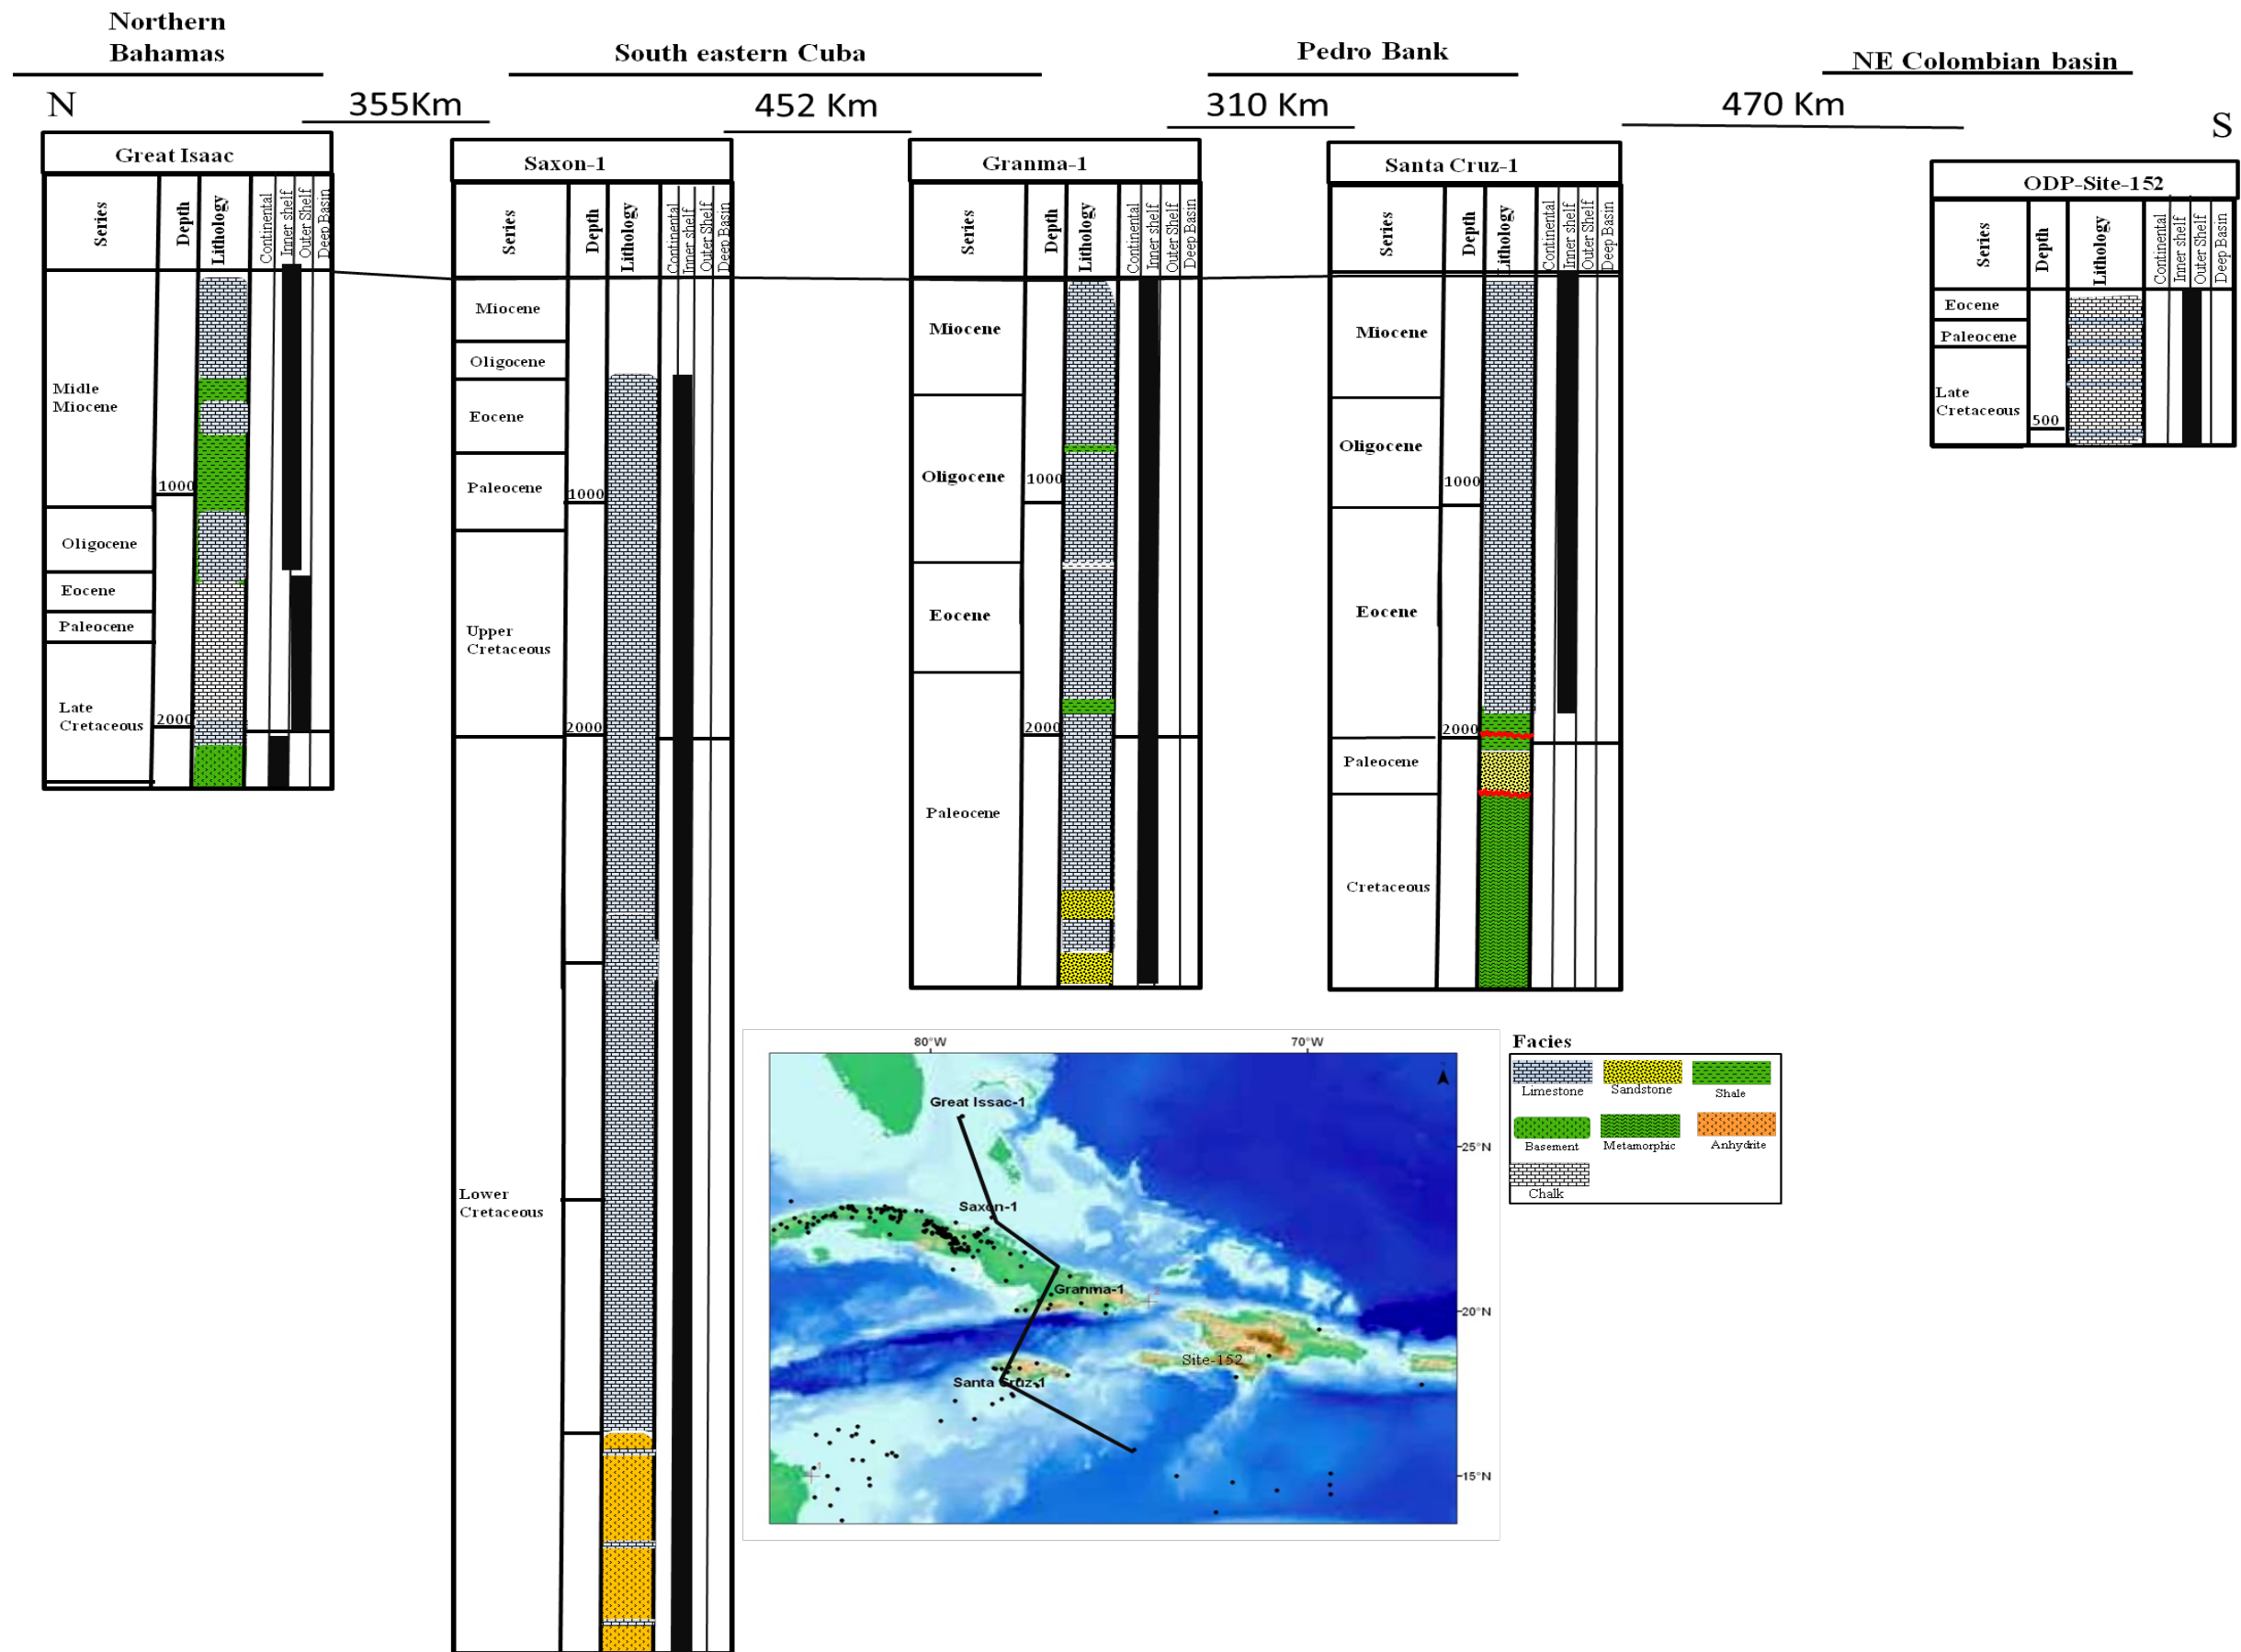 Northern
Bahamas
South eastern Cuba
Pedro Bank
NE Colombian basin
N
355Km
452 Km
310 Km
470 Km
S
Great Isaac
Series
Depth
Lithology
Continental
Inner shelf
Outer Shelf
Deep Basin
Midle
Miocene
1000
Oligocene
Eocene
Paleocene
Late
Cretaceous
2000
Saxon-1
Series
Depth
Lithology
Continental
Inner shelf
Outer Shelf
Deep Basin
Miocene
Oligocene
Eocene
Paleocene
1000
Upper
Cretaceous
2000
Lower
Cretaceous
Granma-1
Series
Depth
Lithology
Continental
Inner shelf
Outer Shelf
Deep Basin
Miocene
Oligocene
1000
Eocene
2000
Paleocene
Santa Cruz-1
Series
Depth
Lithology
Continental
Inner shelf
Outer Shelf
Deep Basin
Miocene
Oligocene
1000
Eocene
2000
Paleocene
Cretaceous
ODP-Site-152
Series
Depth
Lithology
Continental
Inner shelf
Outer Shelf
Deep Basin
Eocene
Paleocene
Late
Cretaceous
500
80°W
70°W
Great Issac-1
25°N
Saxon-1
Granma-1
2
20°N
Site-152
Santa Cruz-1
1
15°N
Facies
Limestone
Sandstone
Shale
Basement
Metamorphic
Anhydrite
Chalk